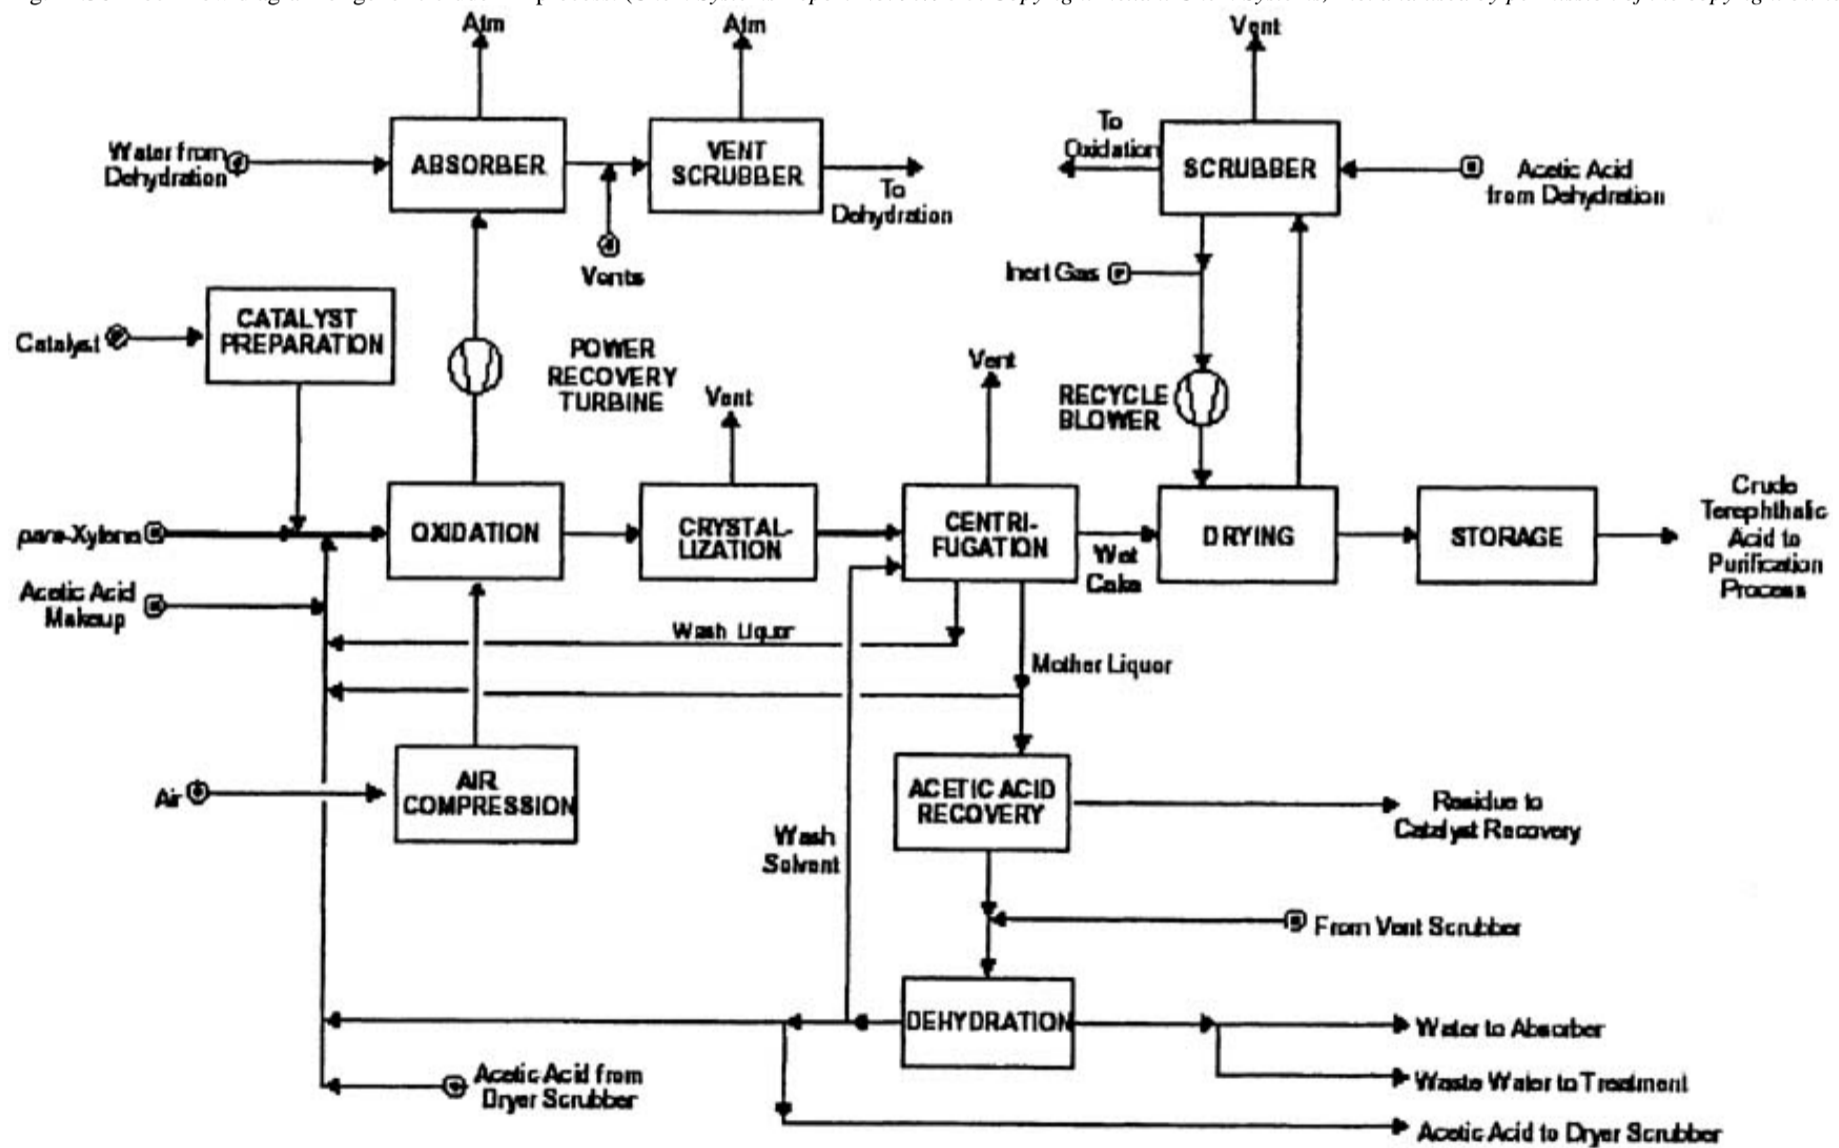 Atm
Atm
Vent
Water from
Dehydration
ABSORBER
VENT
SCRUBBER
To
Dehydration
To
Oxidation
SCRUBBER
Acetic Acid
from Dehydration
Vents
Inert Gas
Catalyst
CATALYST
PREPARATION
POWER
RECOVERY
TURBINE
Vent
Vent
RECYCLE
BLOWER
para-Xylene
OXIDATION
CRYSTAL-
LIZATION
CENTRI-
FUGATION
Wet
Cake
DRYING
STORAGE
Crude
Terephthalic
Acid to
Purification
Process
Acetic Acid
Makeup
Wash Liquor
Mother Liquor
Air
AIR
COMPRESSION
ACETIC ACID
RECOVERY
Residue to
Catalyst Recovery
Wash
Solvent
From Vent Scrubber
DEHYDRATION
Water to Absorber
Waste Water to Treatment
Acetic Acid from
Dryer Scrubber
Acetic Acid to Dryer Scrubber